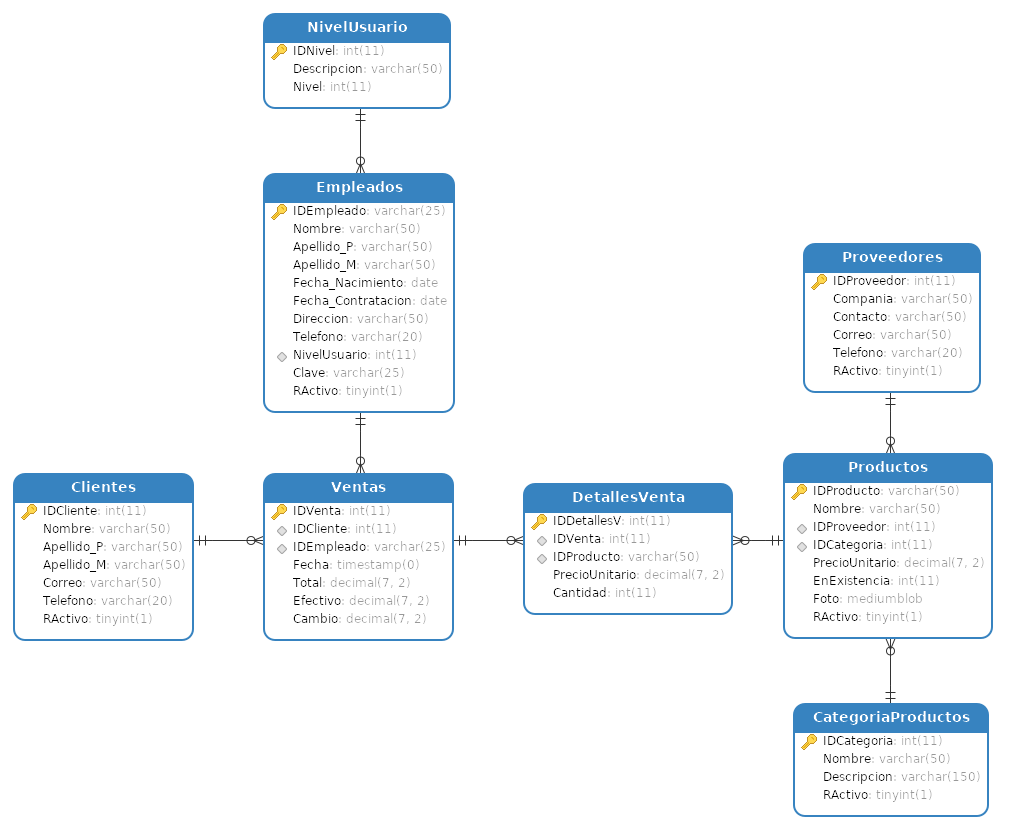 NivelUsuario
IDNivel: int(11)
Descripcion: varchar(50)
Nivel: int(11)
Empleados
IDEmpleado: varchar(25)
Nombre: varchar(50)
Apellido_P: varchar(50)
Apellido_M: varchar(50)
Fecha_Nacimiento: date
Fecha_Contratacion: date
Direccion: varchar(50)
Telefono: varchar(20)
NivelUsuario: int(11)
Clave: varchar(25)
RActivo: tinyint(1)
Proveedores
IDProveedor: int(11)
Compania: varchar(50)
Contacto: varchar(50)
Correo: varchar(50)
Telefono: varchar(20)
RActivo: tinyint(1)
Clientes
IDCliente: int(11)
Nombre: varchar(50)
Apellido_P: varchar(50)
Apellido_M: varchar(50)
Correo: varchar(50)
Telefono: varchar(20)
RActivo: tinyint(1)
Ventas
IDVenta: int(11)
IDCliente: int(11)
IDEmpleado: varchar(25)
Fecha: timestamp(0)
Total: decimal(7, 2)
Efectivo: decimal(7, 2)
Cambio: decimal(7, 2)
DetallesVenta
IDDetallesV: int(11)
IDVenta: int(11)
IDProducto: varchar(50)
PrecioUnitario: decimal(7, 2)
Cantidad: int(11)
Productos
IDProducto: varchar(50)
Nombre: varchar(50)
IDProveedor: int(11)
IDCategoria: int(11)
PrecioUnitario: decimal(7, 2)
EnExistencia: int(11)
Foto: mediumblob
RActivo: tinyint(1)
CategoriaProductos
IDCategoria: int(11)
Nombre: varchar(50)
Descripcion: varchar(150)
RActivo: tinyint(1)